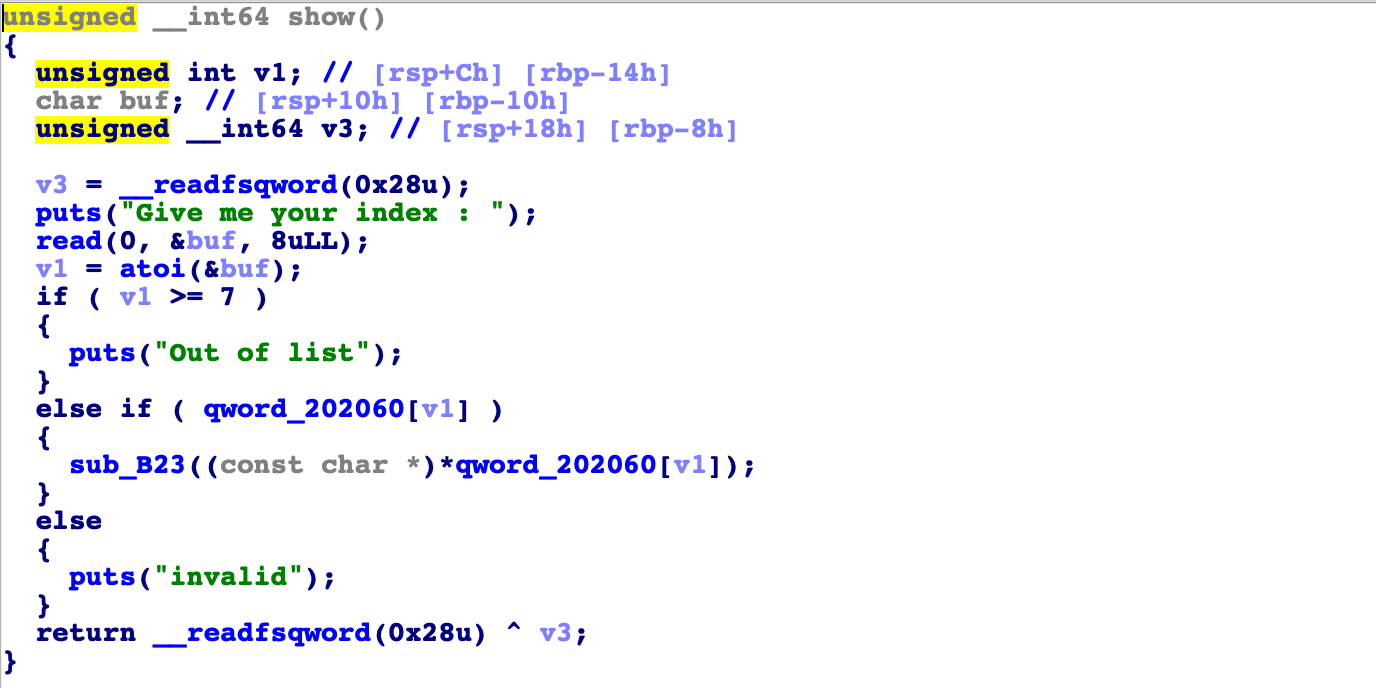 unsigned __int64 show()
{
  unsigned int v1; // [rsp+Ch] [rbp-14h]
  char buf; // [rsp+10h] [rbp-10h]
  unsigned __int64 v3; // [rsp+18h] [rbp-8h]

  v3 = __readfsqword(0x28u);
  puts("Give me your index : ");
  read(0, &buf, 8uLL);
  v1 = atoi(&buf);
  if ( v1 >= 7 )
  {
    puts("Out of list");
  }
  else if ( qword_202060[v1] )
  {
    sub_B23((const char *)*qword_202060[v1]);
  }
  else
  {
    puts("invalid");
  }
  return __readfsqword(0x28u) ^ v3;
}